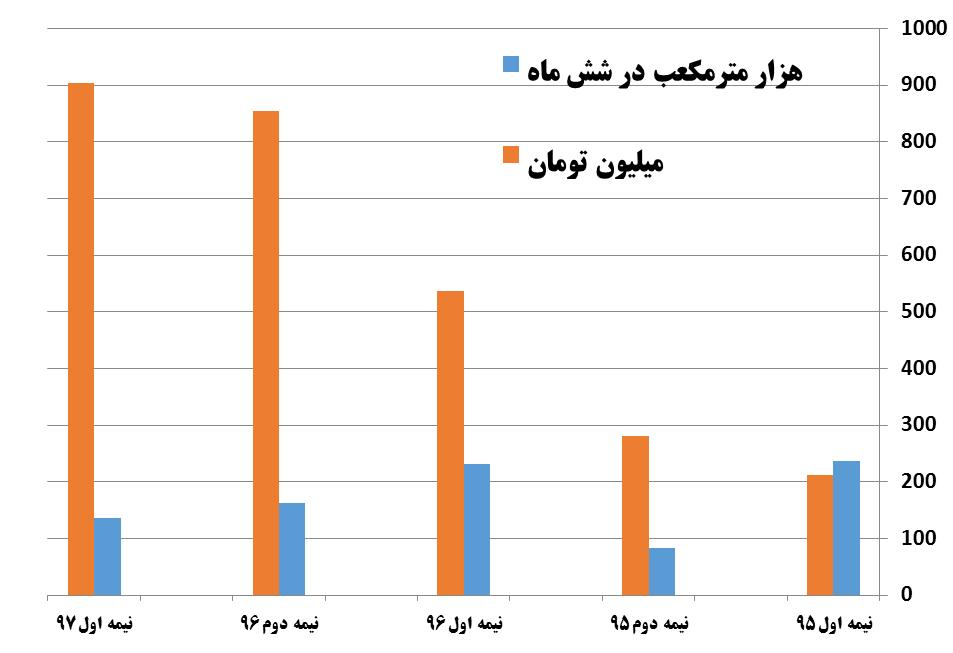 هزار مترمکعب در شش ماه
میلیون تومان
1000
900
800
700
600
500
400
300
200
100
0
نیمه اول ۹۵
نیمه دوم ۹۵
نیمه اول ۹۶
نیمه دوم ۹۶
نیمه اول ۹۷